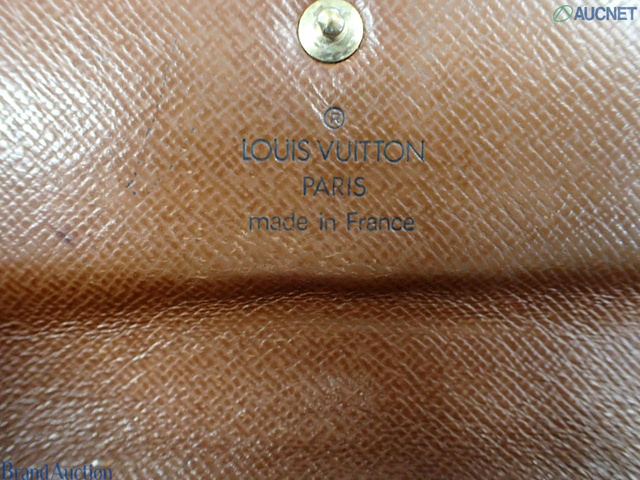 AUCNET
®
LOUIS VUITTON
PARIS
made in France
Brand Auction